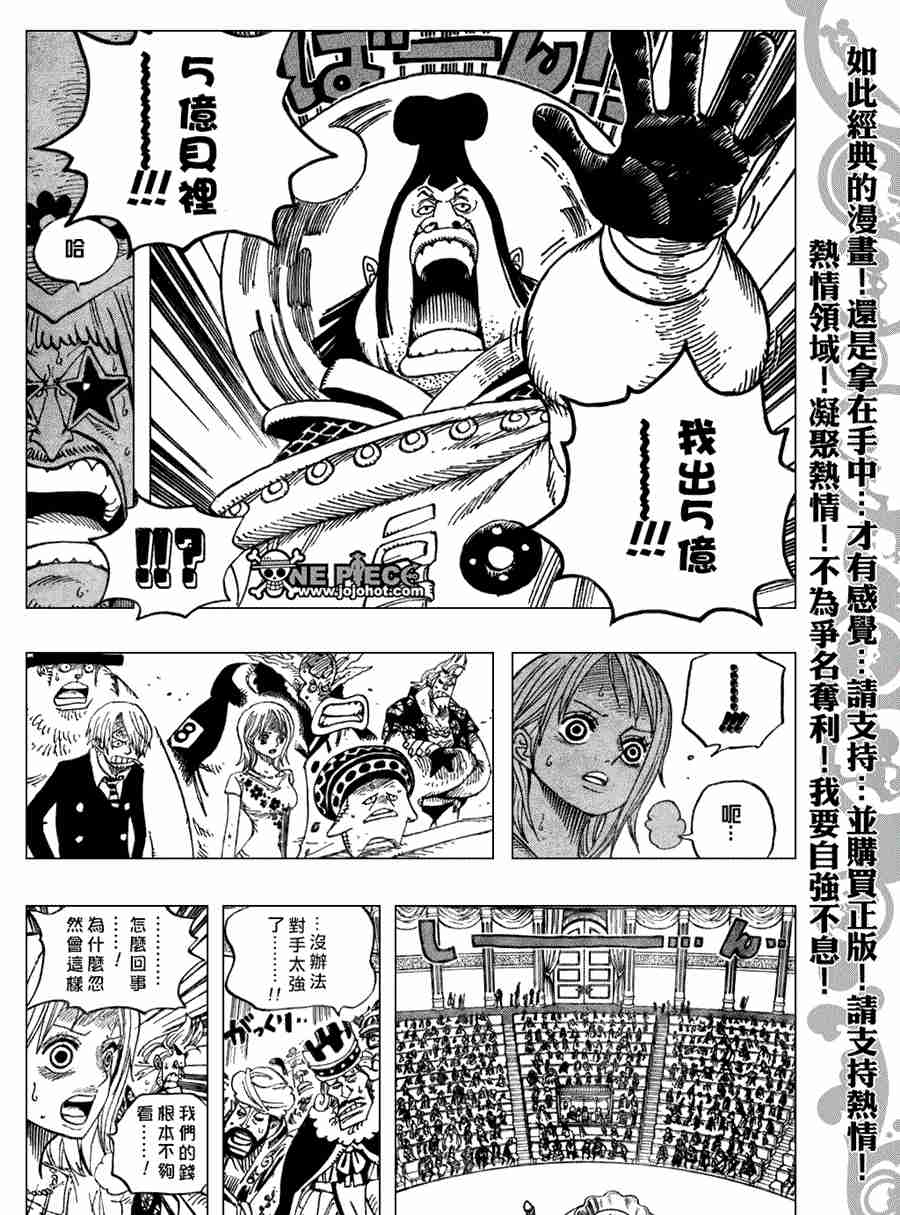 如此經典的漫畫！還是拿在手中…才有感覺…請支持…並購買正版！請支持熱情！
熱情領域！凝聚熱情！不為爭名奪利！我要自強不息！
ばーん!!
我出5億
~~~~~!!!
5億貝裡
~~~~~!!!
哈
!!?
ONE PIECE
www.jojohot.com
……!!!
呃…
8
しーー…ん…
…沒辦法
對手太強
了……!!
がっくり…
………
怎麼回事
………！
為什麼忽
然會這樣
我們的錢
根本不夠
看……！